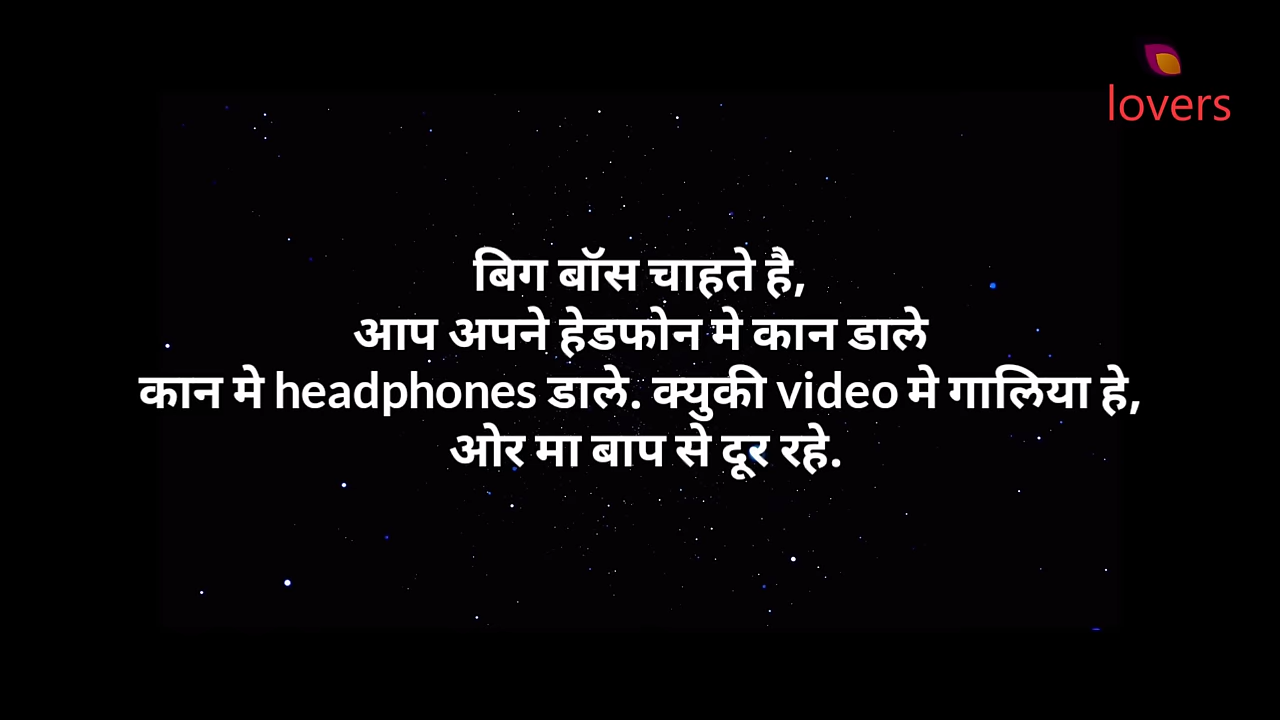 lovers
बिग बॉस चाहते है,
आप अपने हेडफोन मे कान डाले
कान मे headphones डाले. क्युकी video मे गालिया हे,
ओर मा बाप से दूर रहे.